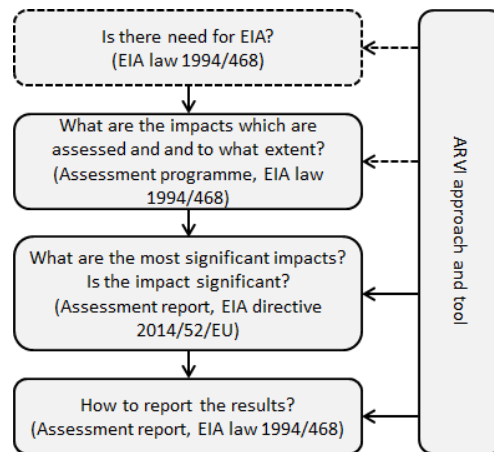 Is there need for EIA?
(EIA law 1994/468)
What are the impacts which are
assessed and and to what extent?
(Assessment programme, EIA law
1994/468)
What are the most significant impacts?
Is the impact significant?
(Assessment report, EIA directive
2014/52/EU)
How to report the results?
(Assessment report, EIA law 1994/468)
ARVI approach and tool